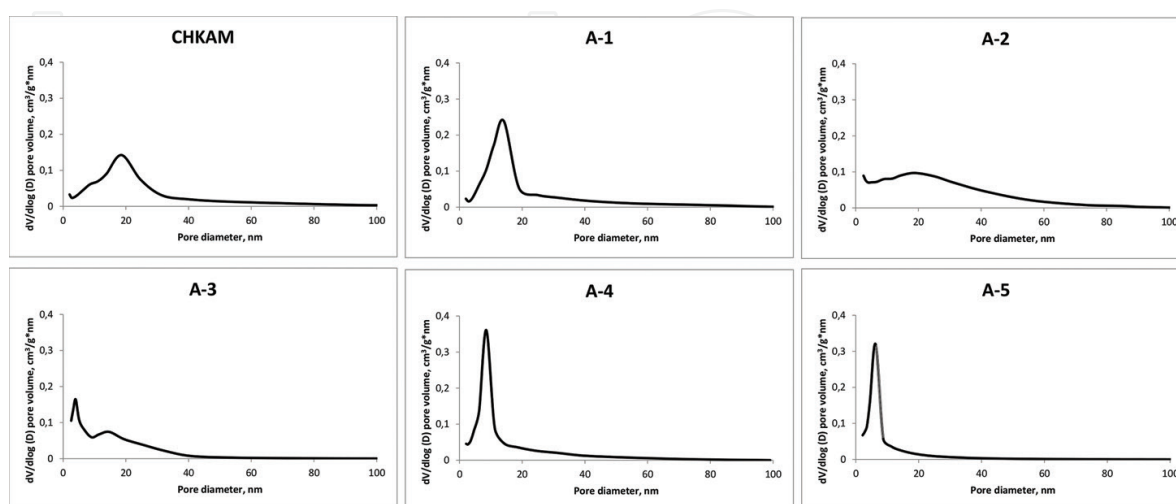 CHKAM
dV/dlog (D) pore volume, cm³/g*nm
0,4
0,3
0,2
0,1
0
0 20 40 60 80 100
Pore diameter, nm
A-1
dV/dlog (D) pore volume, cm³/g*nm
0,4
0,3
0,2
0,1
0
0 20 40 60 80 100
Pore diameter, nm
A-2
dV/dlog (D) pore volume, cm³/g*nm
0,4
0,3
0,2
0,1
0
0 20 40 60 80 100
Pore diameter, nm
A-3
dV/dlog (D) pore volume, cm³/g*nm
0,4
0,3
0,2
0,1
0
0 20 40 60 80 100
Pore diameter, nm
A-4
dV/dlog (D) pore volume, cm³/g*nm
0,4
0,3
0,2
0,1
0
0 20 40 60 80 100
Pore diameter, nm
A-5
dV/dlog (D) pore volume, cm³/g*nm
0,4
0,3
0,2
0,1
0
0 20 40 60 80 100
Pore diameter, nm